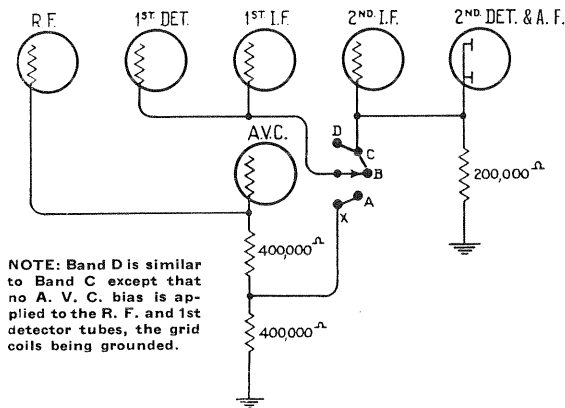 R F.
1ST. DET.
1ST. I.F.
2ND. I.F.
2ND. DET. & A. F.
A.V.C.
D
C
B
A
X
200,000Ω
400,000Ω
400,000Ω
NOTE: Band D is similar
to Band C except that
no A. V. C. bias is ap-
plied to the R. F. and 1st
detector tubes, the grid
coils being grounded.